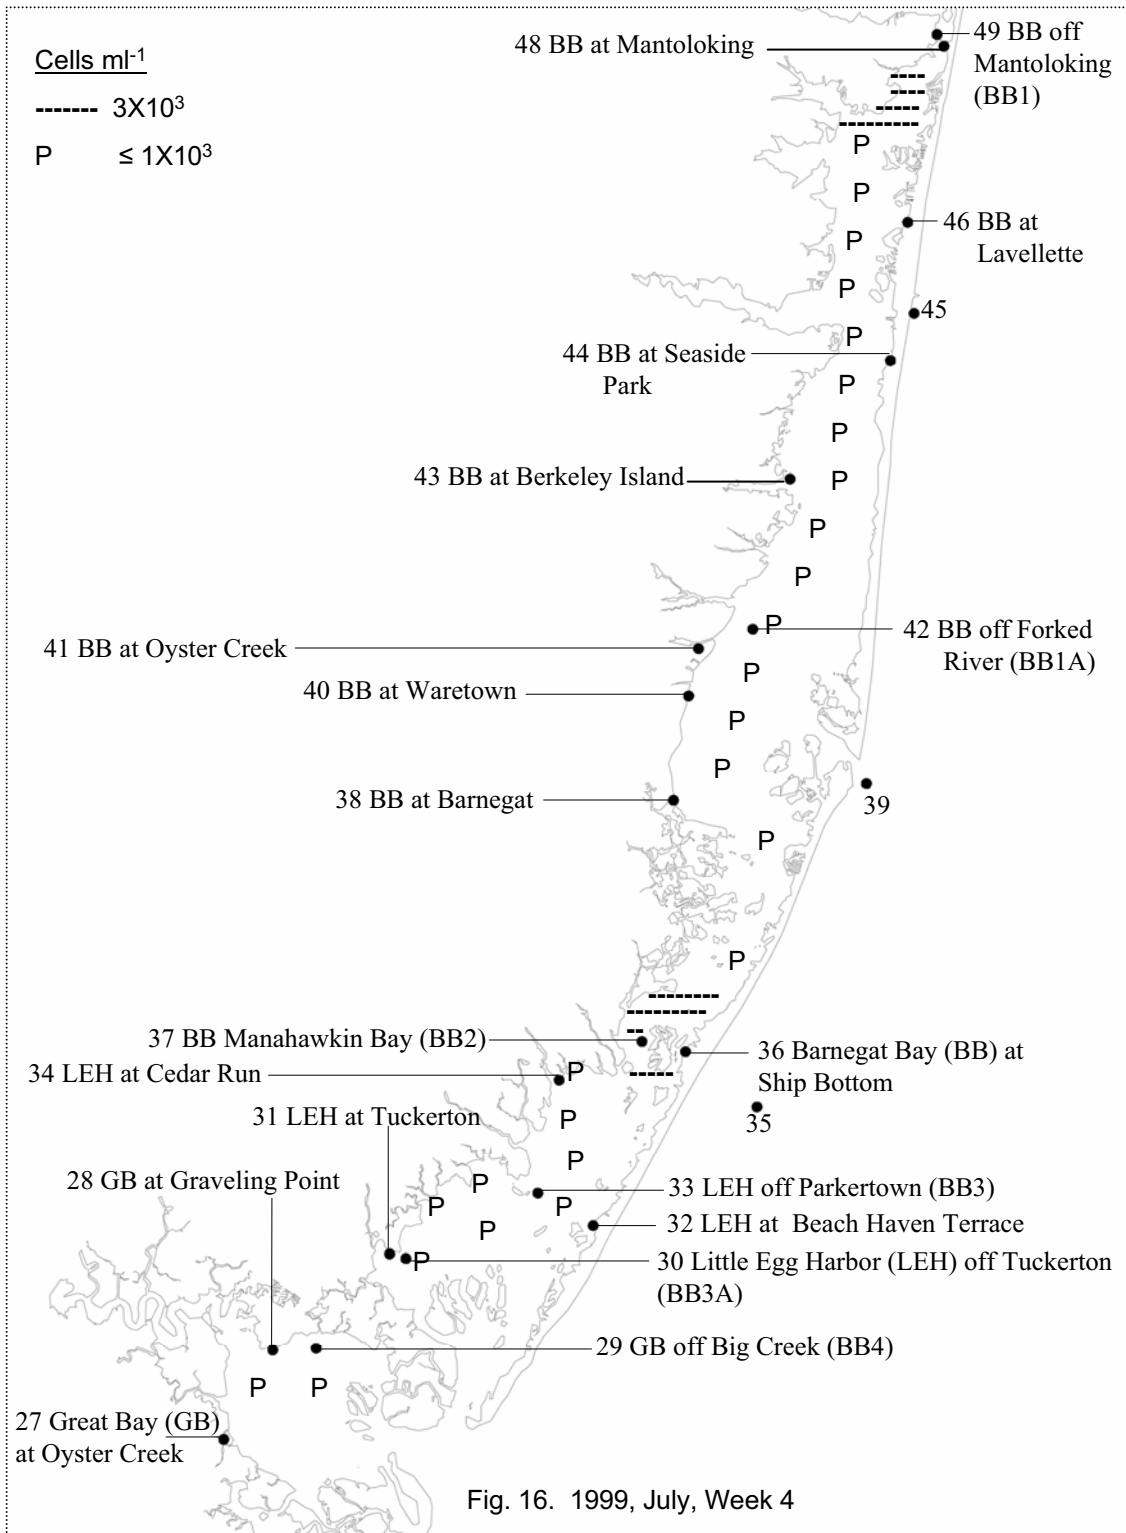 Cells ml-1
------- 3X10³
P ≤ 1X10³
48 BB at Mantoloking
49 BB off
Mantoloking
(BB1)
P
P
46 BB at
Lavellette
P
P
45
P
44 BB at Seaside
Park
P
P
43 BB at Berkeley Island
P
P
P
P
42 BB off Forked
River (BB1A)
41 BB at Oyster Creek
P
40 BB at Waretown
P
P
38 BB at Barnegat
39
P
P
37 BB Manahawkin Bay (BB2)
36 Barnegat Bay (BB) at
Ship Bottom
34 LEH at Cedar Run
P
35
31 LEH at Tuckerton
P
P
28 GB at Graveling Point
P
33 LEH off Parkertown (BB3)
P
P
32 LEH at Beach Haven Terrace
P
P
30 Little Egg Harbor (LEH) off Tuckerton
(BB3A)
29 GB off Big Creek (BB4)
P
P
27 Great Bay (GB)
at Oyster Creek
Fig. 16. 1999, July, Week 4